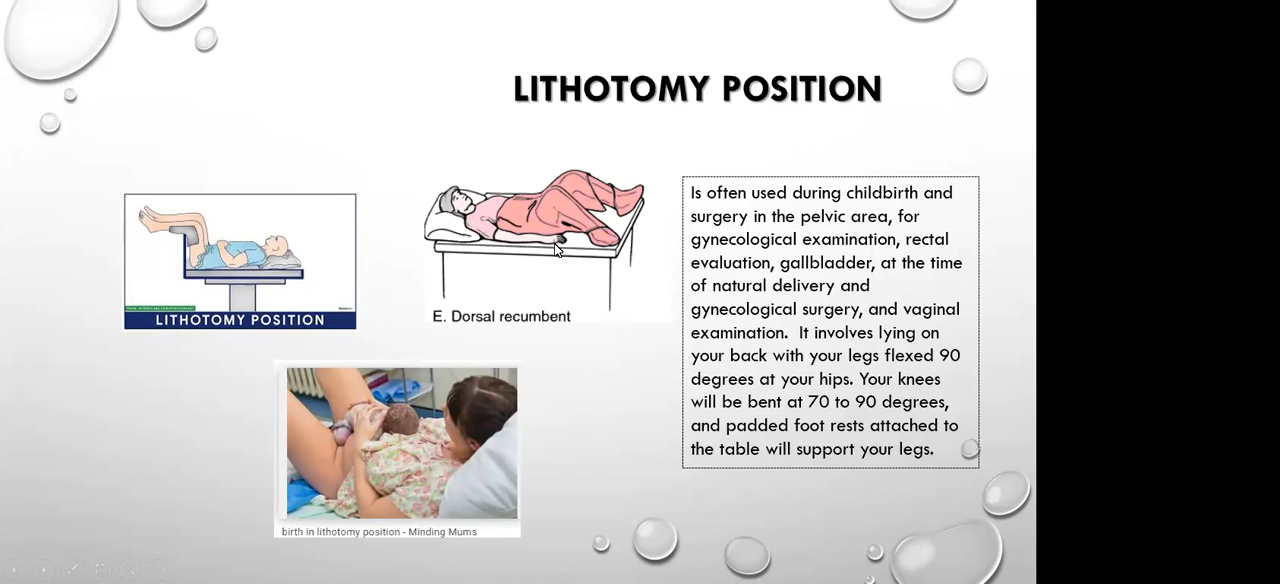 LITHOTOMY POSITION
LITHOTOMY POSITION
E. Dorsal recumbent
birth in lithotomy position - Minding Mums
Is often used during childbirth and
surgery in the pelvic area, for
gynecological examination, rectal
evaluation, gallbladder, at the time
of natural delivery and
gynecological surgery, and vaginal
examination.  It involves lying on
your back with your legs flexed 90
degrees at your hips. Your knees
will be bent at 70 to 90 degrees,
and padded foot rests attached to
the table will support your legs.